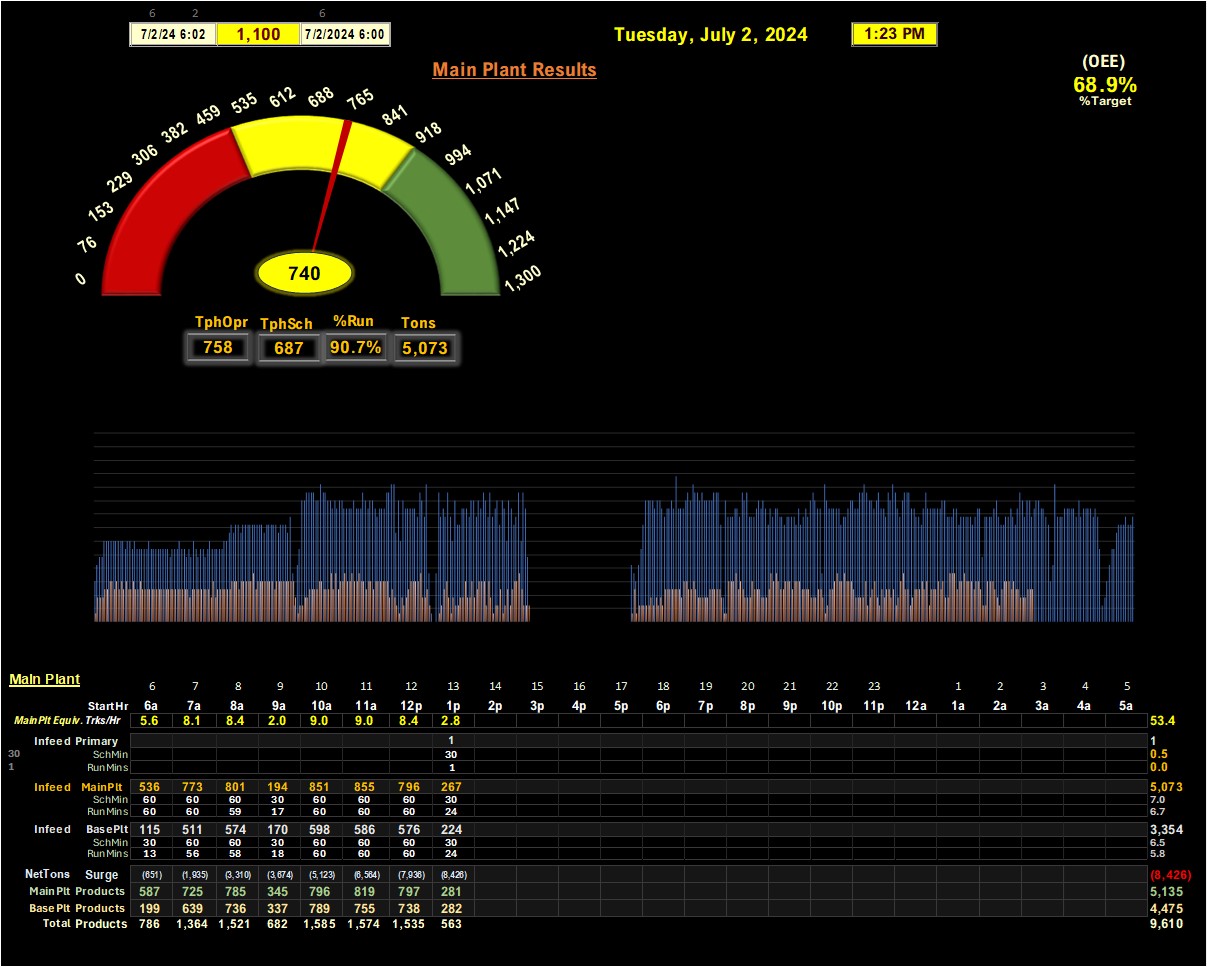 6 2 6
7/2/24 6:02 1,100 7/2/2024 6:00 Tuesday, July 2, 2024 1:23 PM
(OEE)
68.9%
%Target
Main Plant Results
0 76 153 229 306 382 459 535 612 688 765 841 918 994 1,071 1,147 1,224 1,300
740
TphOpr TphSch %Run Tons
758 687 90.7% 5,073
Main Plant
6 7 8 9 10 11 12 13 14 15 16 17 18 19 20 21 22 23 1 2 3 4 5
StartHr 6a 7a 8a 9a 10a 11a 12p 1p 2p 3p 4p 5p 6p 7p 8p 9p 10p 11p 12a 1a 2a 3a 4a 5a
MainPlt Equiv. Trks/Hr 5.6 8.1 8.4 2.0 9.0 9.0 8.4 2.8 53.4
Infeed Primary 1 1
30 SchMin 30 0.5
1 RunMins 1 0.0
Infeed MainPlt 536 773 801 194 851 855 796 267 5,073
SchMin 60 60 60 30 60 60 60 30 7.0
RunMins 60 60 59 17 60 60 60 24 6.7
Infeed BasePlt 115 511 574 170 598 586 576 224 3,354
SchMin 30 60 60 30 60 60 60 30 6.5
RunMins 13 56 58 18 60 60 60 24 5.8
NetTons Surge (651) (1,935) (3,310) (3,674) (5,123) (6,564) (7,936) (8,426) (8,426)
MainPlt Products 587 725 785 345 796 819 797 281 5,135
BasePlt Products 199 639 736 337 789 755 738 282 4,475
Total Products 786 1,364 1,521 682 1,585 1,574 1,535 563 9,610